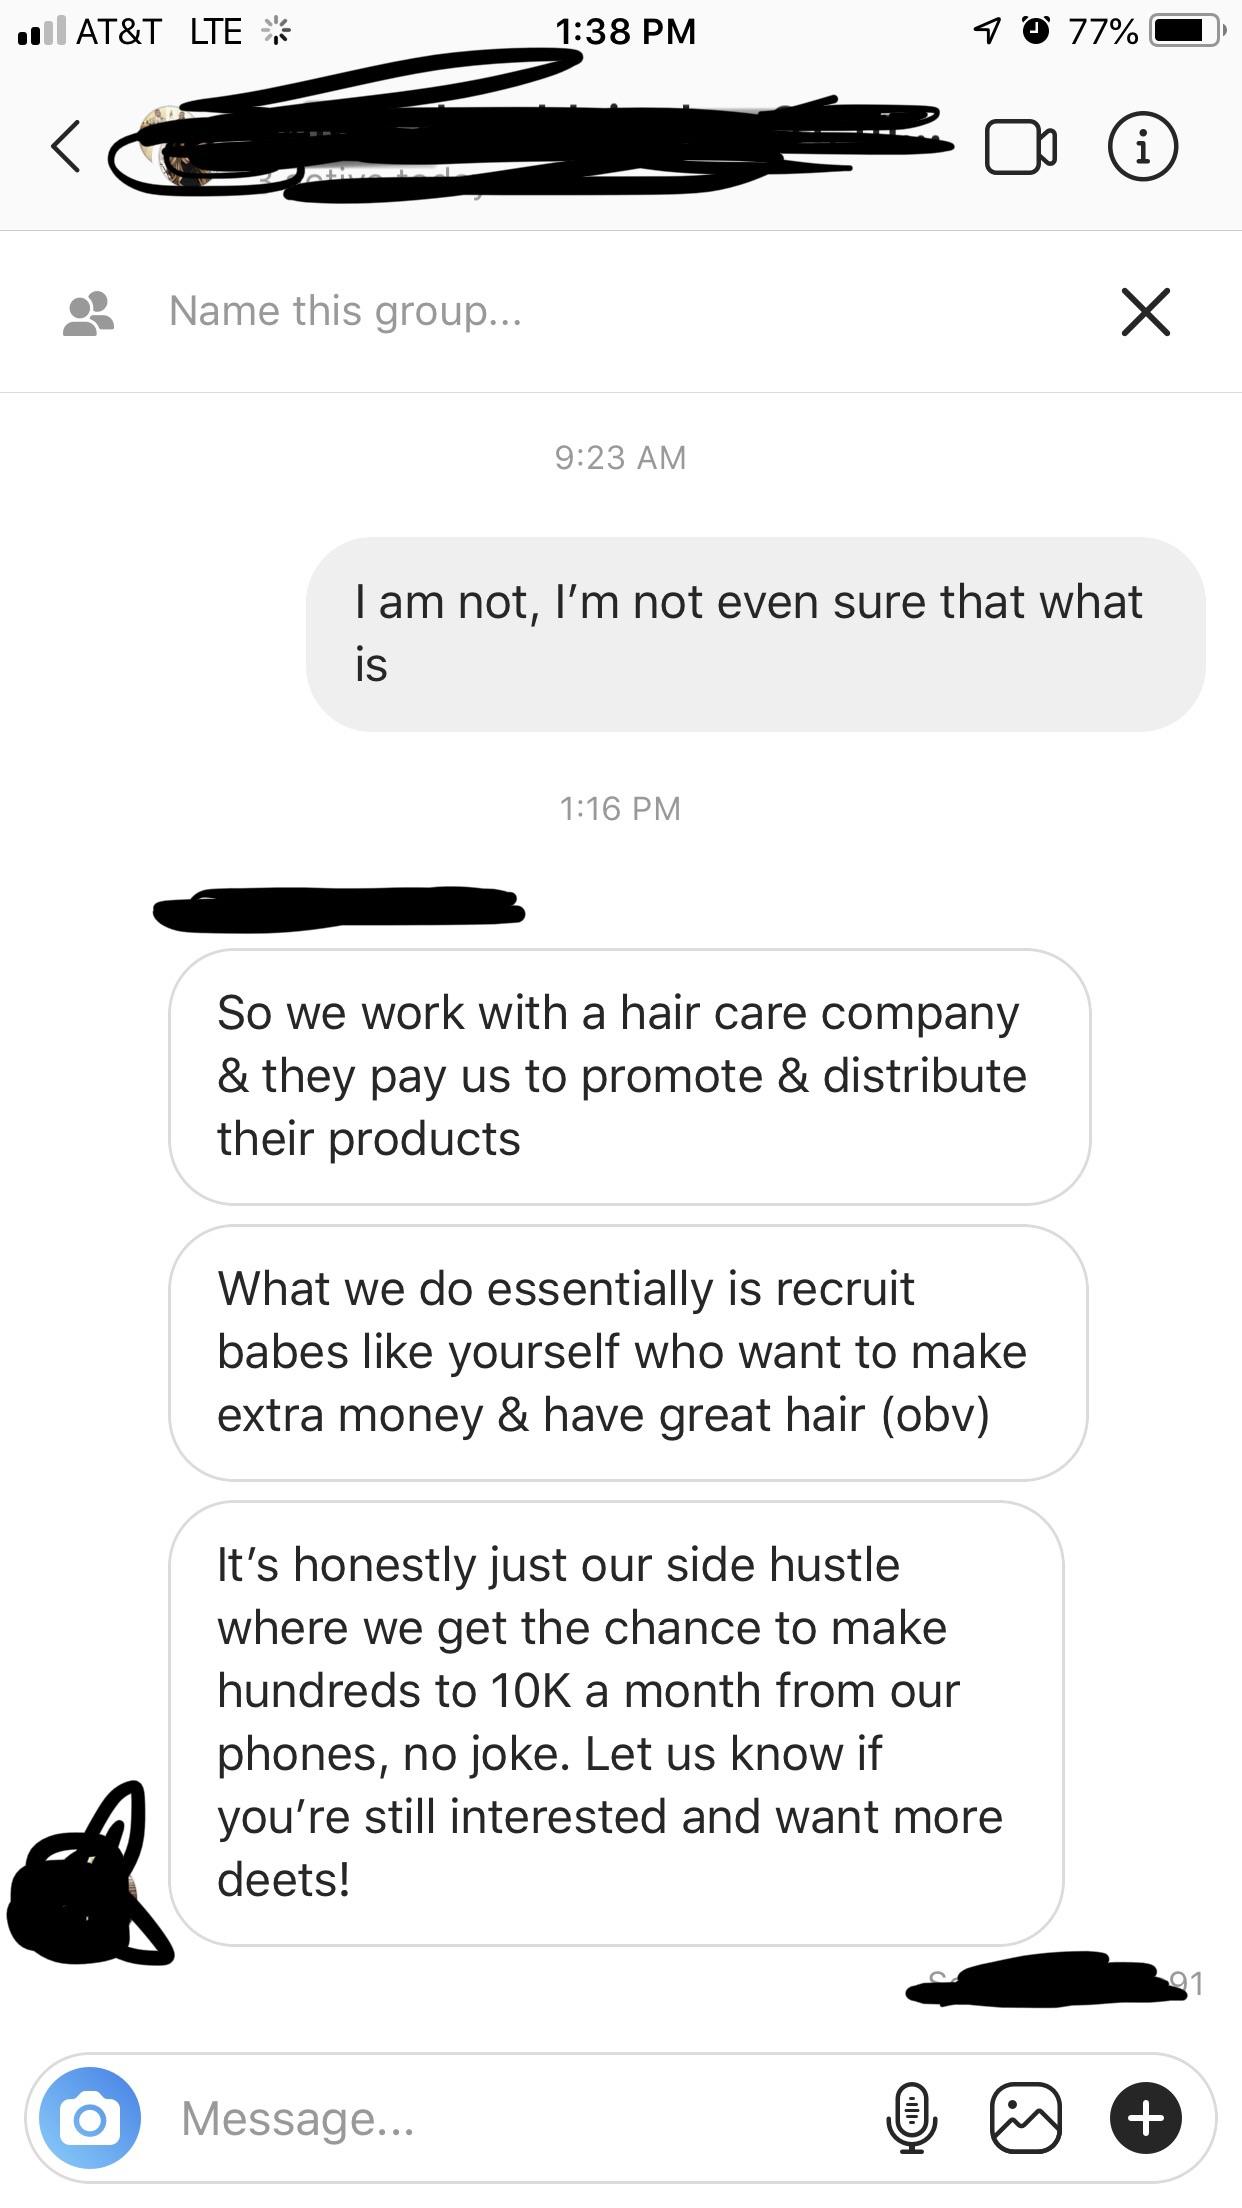 AT&T LTE 1:38 PM 77%
Name this group...
9:23 AM
I am not, I’m not even sure that what
is
1:16 PM
So we work with a hair care company
& they pay us to promote & distribute
their products
What we do essentially is recruit
babes like yourself who want to make
extra money & have great hair (obv)
It’s honestly just our side hustle
where we get the chance to make
hundreds to 10K a month from our
phones, no joke. Let us know if
you’re still interested and want more
deets!
91
Message...